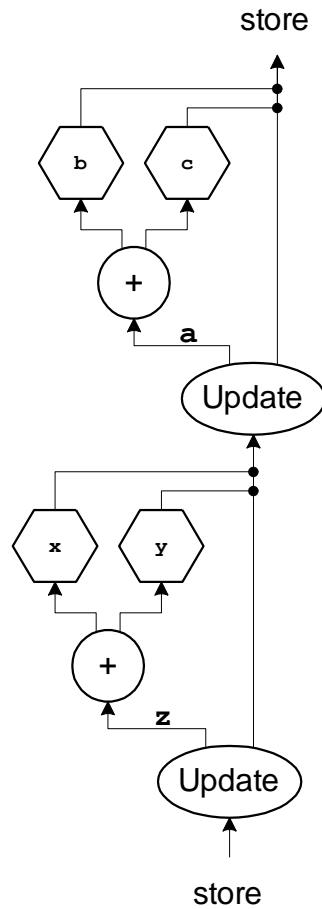 store
b c
+
a
Update
x y
+
z
Update
store